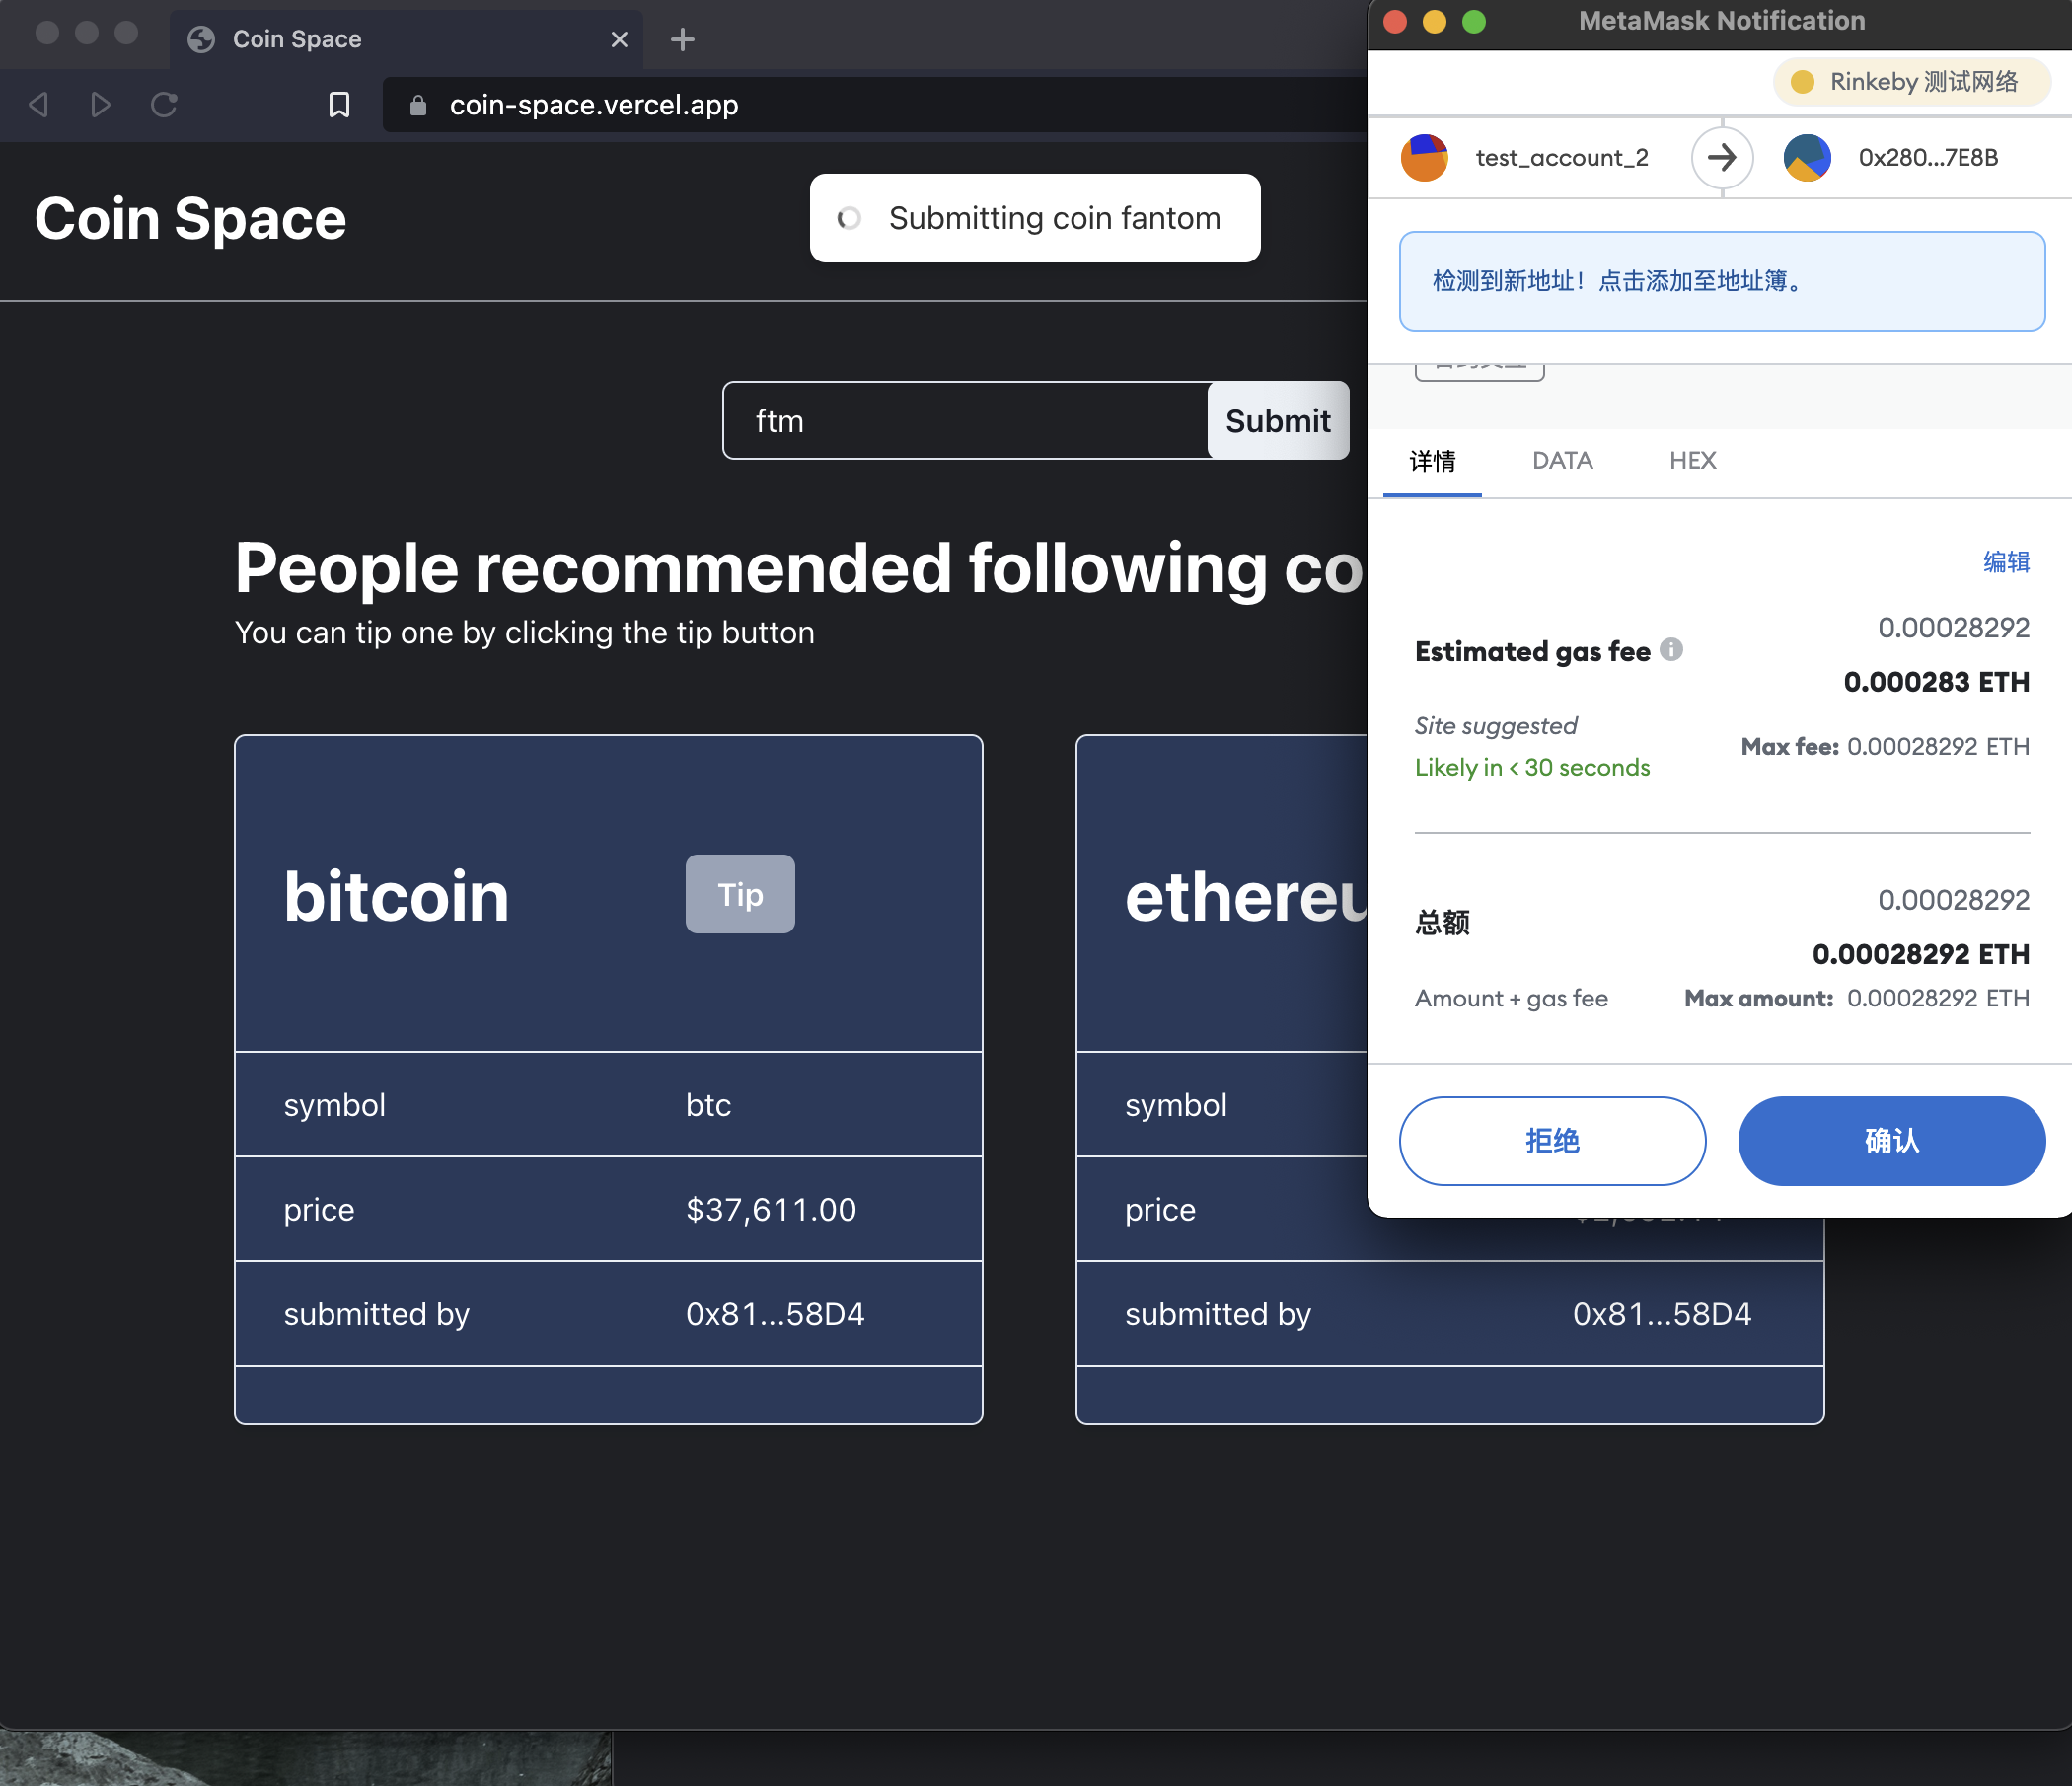 Coin Space
coin-space.vercel.app
Coin Space
Submitting coin fantom
ftm
Submit
People recommended following co
You can tip one by clicking the tip button
bitcoin
Tip
symbol
btc
price
$37,611.00
submitted by
0x81...58D4
ethereu
symbol
price
submitted by
0x81...58D4
MetaMask Notification
Rinkeby 测试网络
test_account_2
0x280...7E8B
检测到新地址！点击添加至地址簿。
详情
DATA
HEX
编辑
Estimated gas fee
0.00028292
0.000283 ETH
Site suggested
Likely in < 30 seconds
Max fee: 0.00028292 ETH
总额
0.00028292
0.00028292 ETH
Amount + gas fee
Max amount: 0.00028292 ETH
拒绝
确认